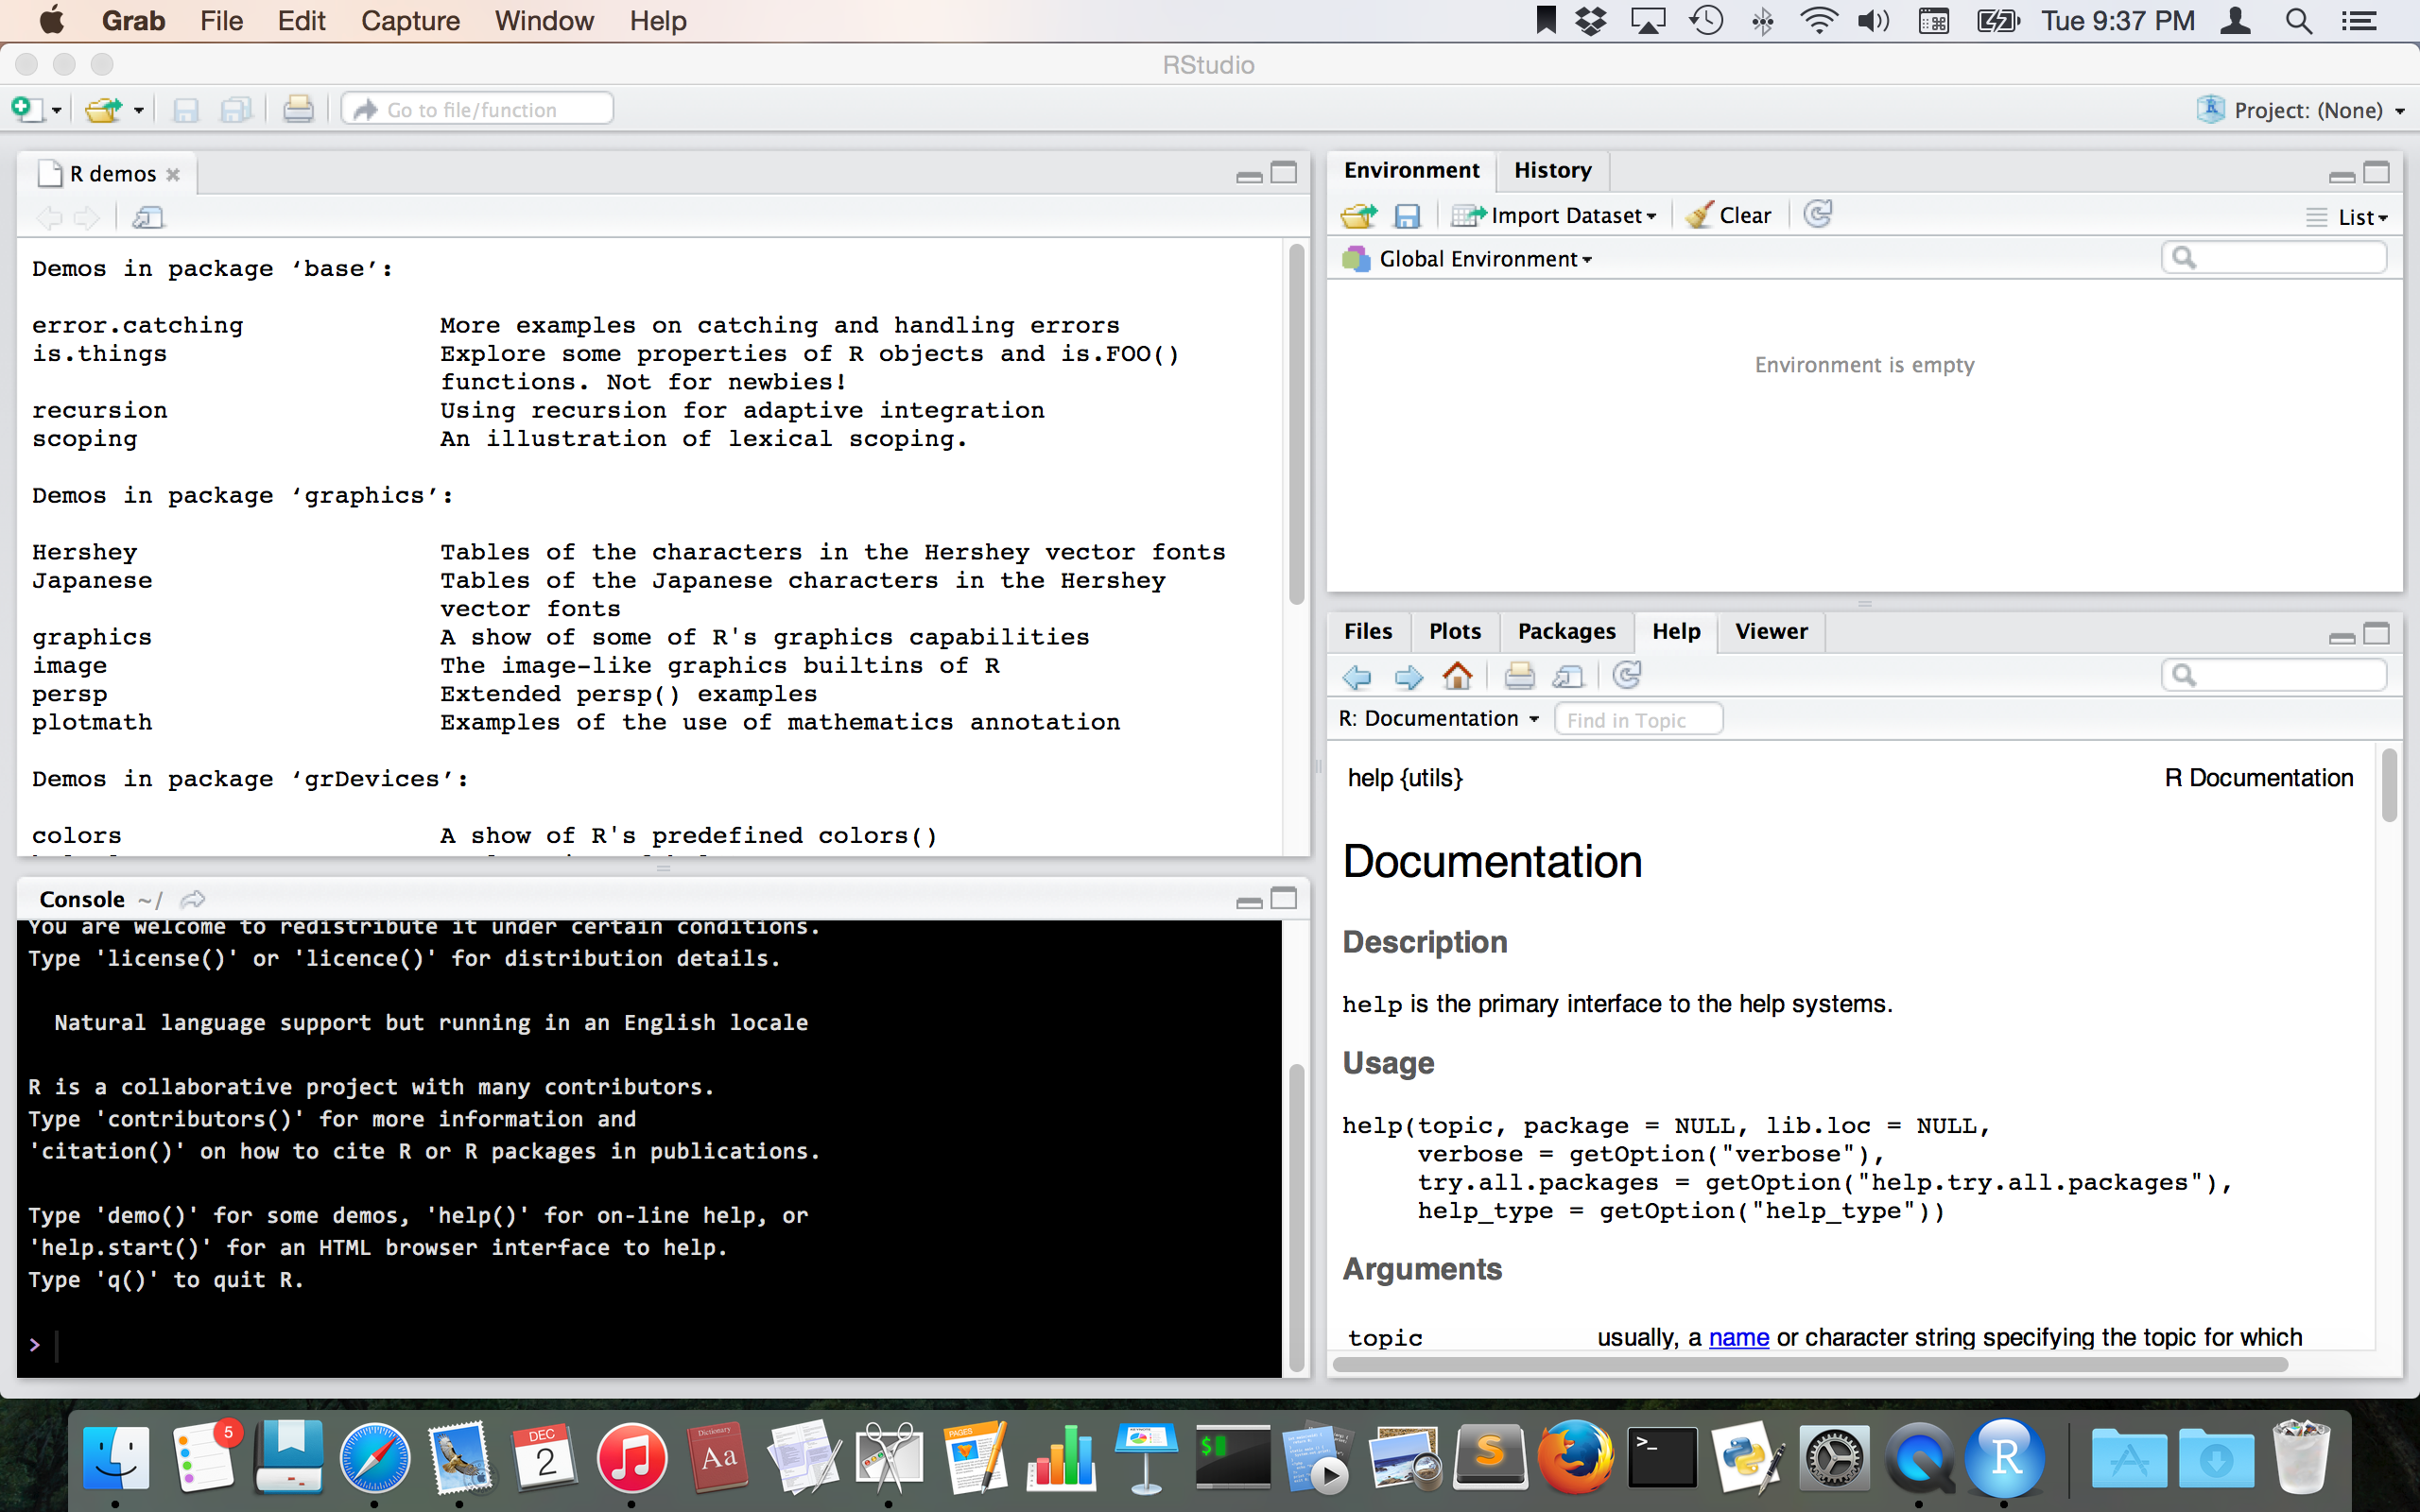 Grab File Edit Capture Window Help
Tue 9:37 PM
RStudio
Go to file/function
Project: (None)
R demos
Demos in package ‘base’:
error.catching More examples on catching and handling errors
is.things Explore some properties of R objects and is.FOO()
functions. Not for newbies!
recursion Using recursion for adaptive integration
scoping An illustration of lexical scoping.
Demos in package ‘graphics’:
Hershey Tables of the characters in the Hershey vector fonts
Japanese Tables of the Japanese characters in the Hershey
vector fonts
graphics A show of some of R's graphics capabilities
image The image-like graphics builtins of R
persp Extended persp() examples
plotmath Examples of the use of mathematics annotation
Demos in package ‘grDevices’:
colors A show of R's predefined colors()
Console ~/
You are welcome to redistribute it under certain conditions.
Type 'license()' or 'licence()' for distribution details.
Natural language support but running in an English locale
R is a collaborative project with many contributors.
Type 'contributors()' for more information and
'citation()' on how to cite R or R packages in publications.
Type 'demo()' for some demos, 'help()' for on-line help, or
'help.start()' for an HTML browser interface to help.
Type 'q()' to quit R.
>
Environment History
Import Dataset Clear List
Global Environment
Environment is empty
Files Plots Packages Help Viewer
R: Documentation Find in Topic
help {utils} R Documentation
Documentation
Description
help is the primary interface to the help systems.
Usage
help(topic, package = NULL, lib.loc = NULL,
verbose = getOption("verbose"),
try.all.packages = getOption("help.try.all.packages"),
help_type = getOption("help_type"))
Arguments
topic usually, a name or character string specifying the topic for which
5
DEC
2
Dictionary
Aa
PAGES
$
S
>_
R